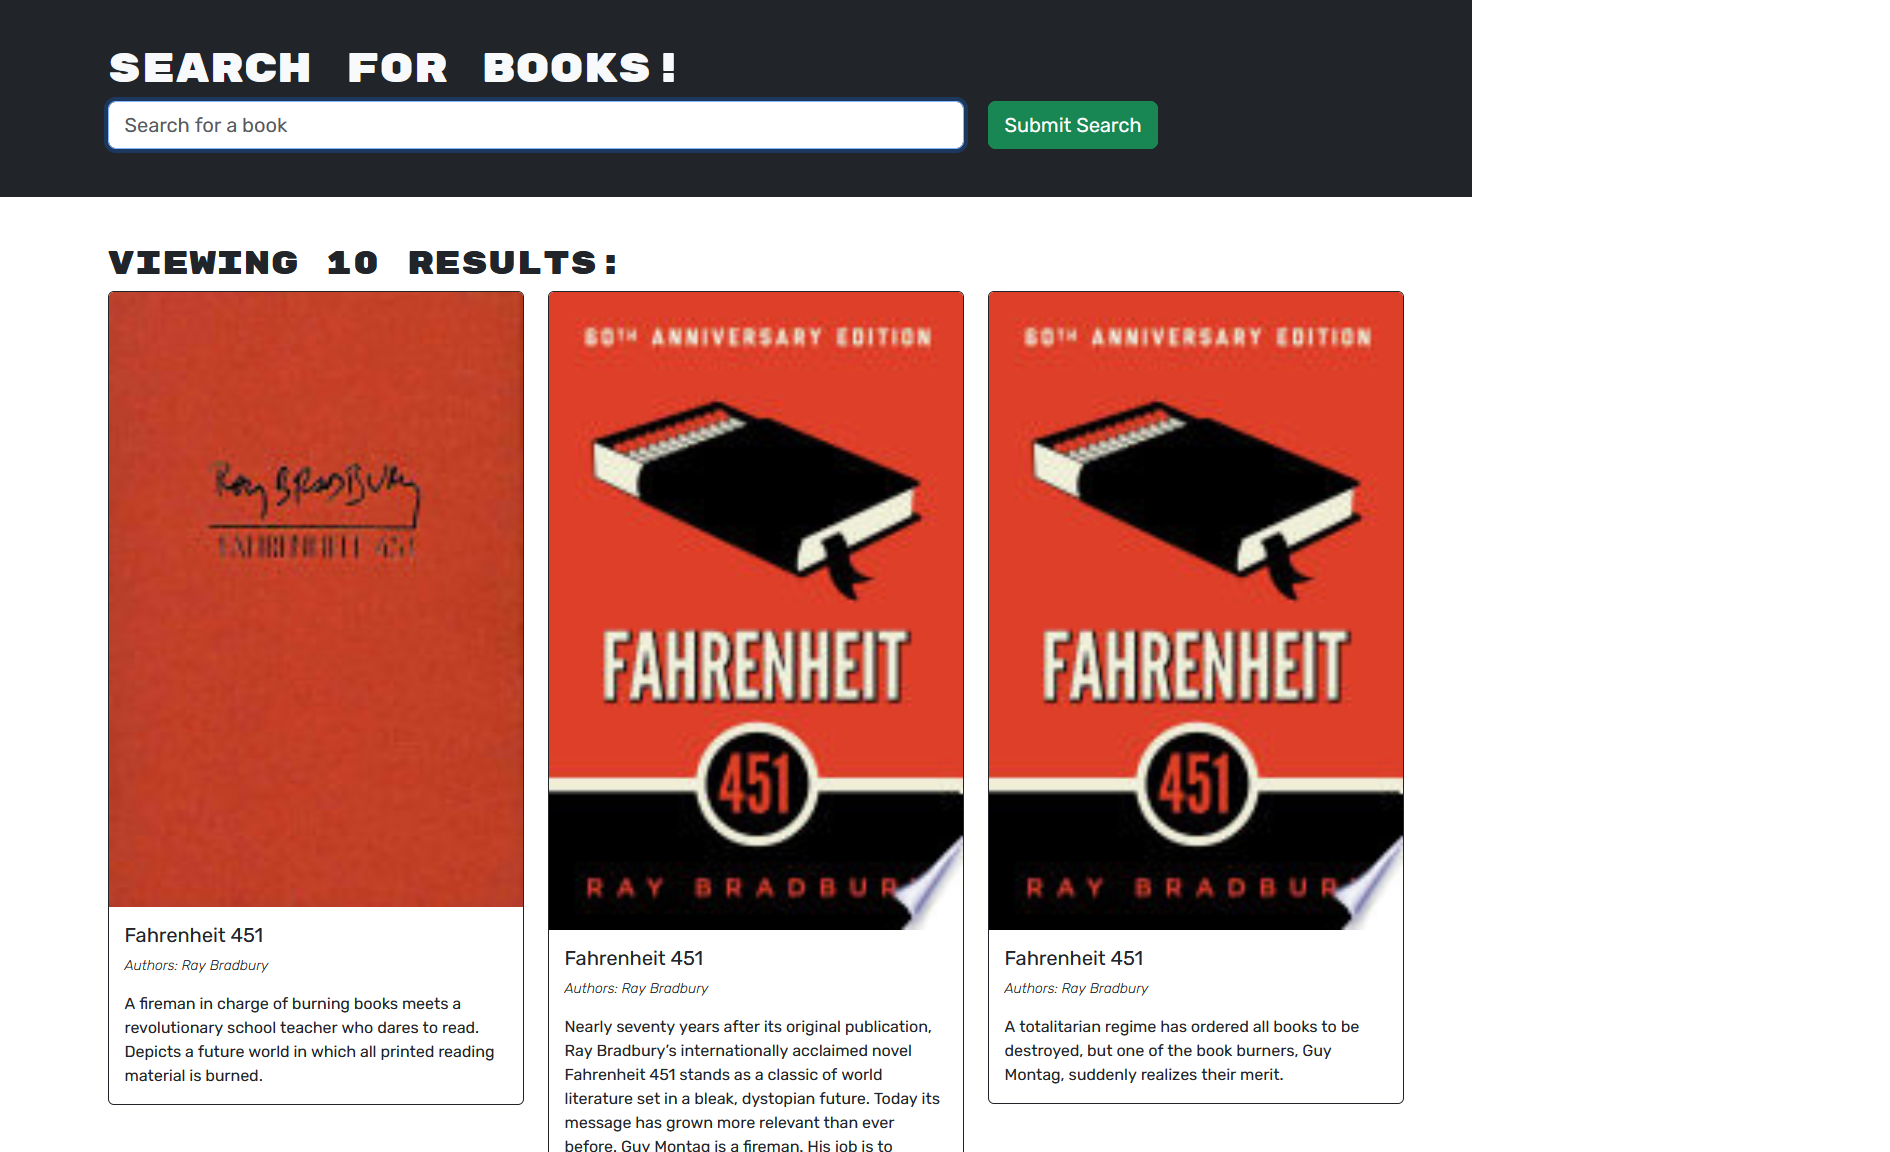 SEARCH FOR BOOKS!
Search for a book
Submit Search
VIEWING 10 RESULTS:
Ray Bradbury
FAHRENHEIT 451
Fahrenheit 451
Authors: Ray Bradbury
A fireman in charge of burning books meets a
revolutionary school teacher who dares to read.
Depicts a future world in which all printed reading
material is burned.
60TH ANNIVERSARY EDITION
FAHRENHEIT
451
RAY BRADBUR
Fahrenheit 451
Authors: Ray Bradbury
Nearly seventy years after its original publication,
Ray Bradbury’s internationally acclaimed novel
Fahrenheit 451 stands as a classic of world
literature set in a bleak, dystopian future. Today its
message has grown more relevant than ever
before. Guy Montag is a fireman. His job is to
60TH ANNIVERSARY EDITION
FAHRENHEIT
451
RAY BRADBUR
Fahrenheit 451
Authors: Ray Bradbury
A totalitarian regime has ordered all books to be
destroyed, but one of the book burners, Guy
Montag, suddenly realizes their merit.